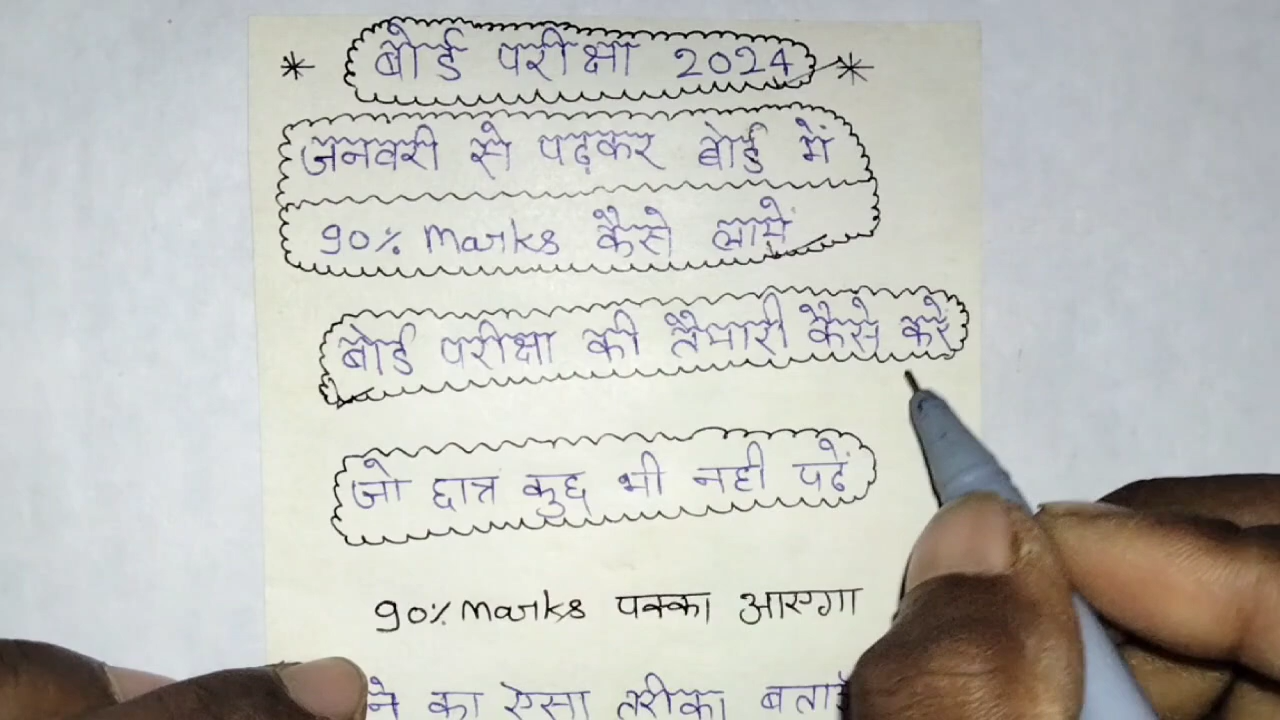 बोर्ड परीक्षा 2024
जनवरी से पढ़कर बोर्ड में
90% Marks कैसे लायें
बोर्ड परीक्षा की तैयारी कैसे करें
जो छात्र कुछ भी नही पढें
90% Marks पक्का आएगा
ने का ऐसा तरीका